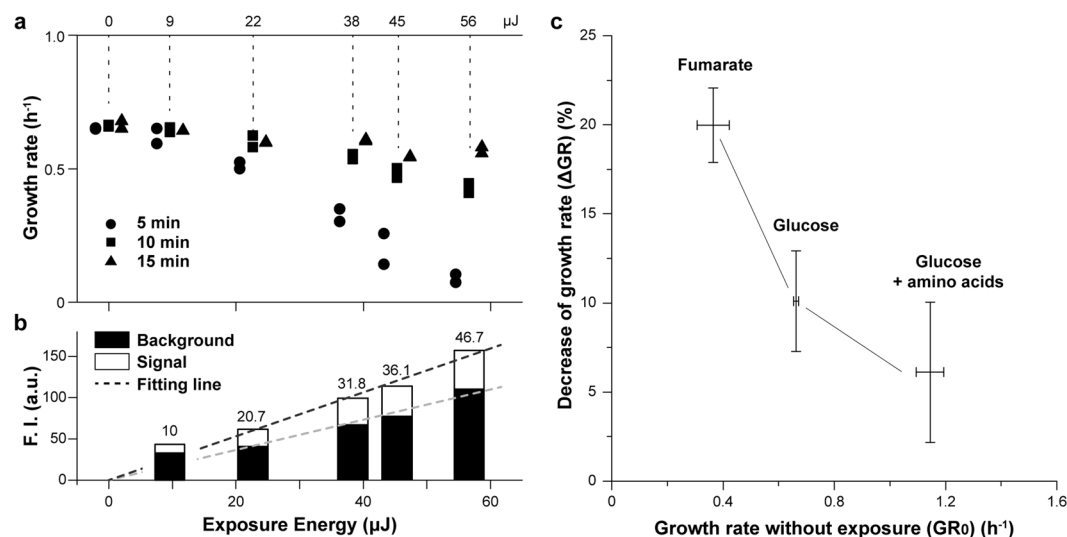 a
0 9 22 38 45 56 µJ
1.0
0.5
0
Growth rate (h-1)
5 min
10 min
15 min
b
Background
Signal
Fitting line
150
100
50
0
F. I. (a.u.)
10
20.7
31.8
36.1
46.7
0 20 40 60
Exposure Energy (µJ)
c
25
20
15
10
5
0
Decrease of growth rate (ΔGR) (%)
Fumarate
Glucose
Glucose
+ amino acids
0 0.4 0.8 1.2 1.6
Growth rate without exposure (GR0) (h-1)